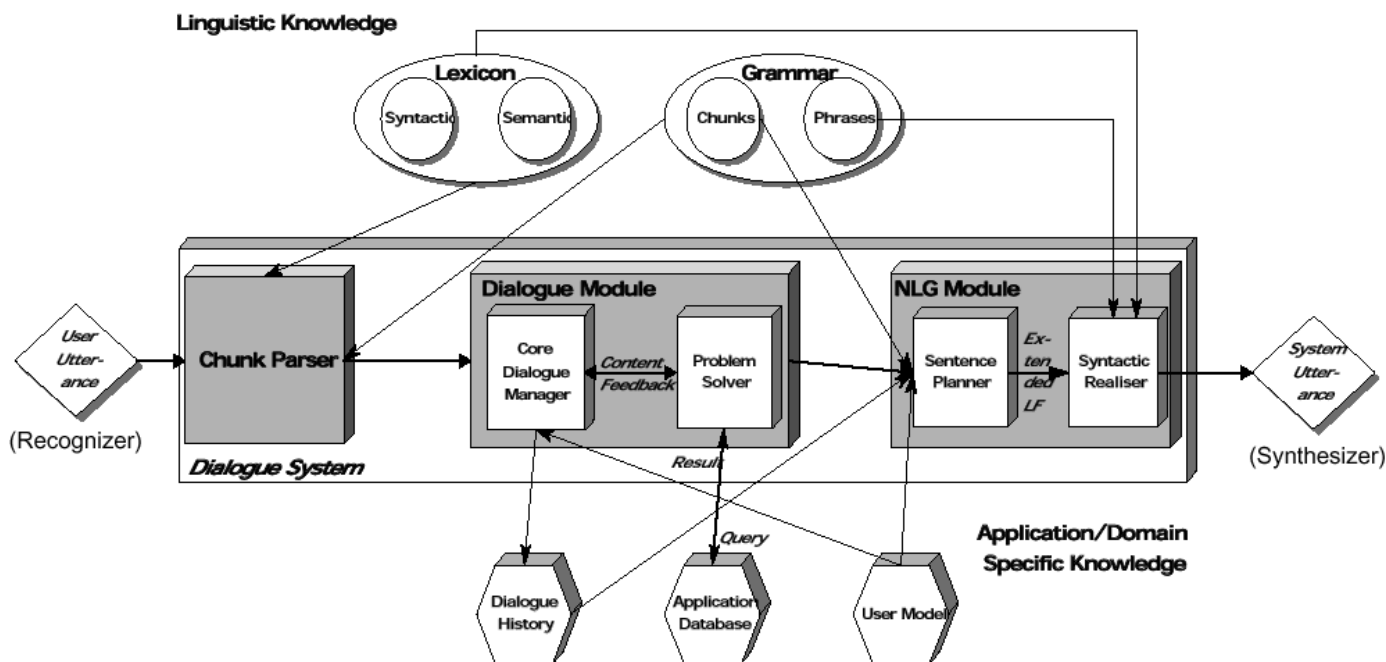 Linguistic Knowledge
Lexicon
Grammar
Syntactic
Semantic
Chunks
Phrases
Dialogue Module
NLG Module
User
Utter-
ance
(Recognizer)
Chunk Parser
Core
Dialogue
Manager
Content
Feedback
Problem
Solver
Sentence
Planner
Ex-
ten
ded
LF
Syntactic
Realiser
System
Utter-
ance
(Synthesizer)
Dialogue System
Result
Query
Application/Domain
Specific Knowledge
Dialogue
History
Application
Database
User Model